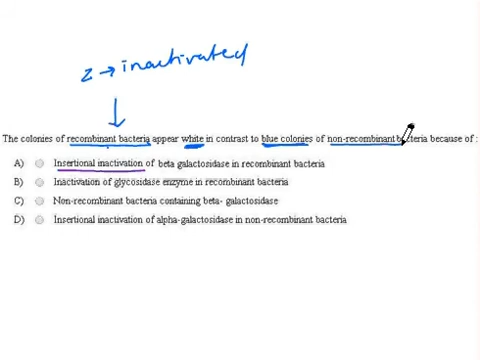 z → inactivated
The colonies of recombinant bacteria appear white in contrast to blue colonies of non-recombinant bacteria because of :
A) Insertional inactivation of beta galactosidase in recombinant bacteria
B) Inactivation of glycosidase enzyme in recombinant bacteria
C) Non-recombinant bacteria containing beta- galactosidase
D) Insertional inactivation of alpha-galactosidase in non-recombinant bacteria